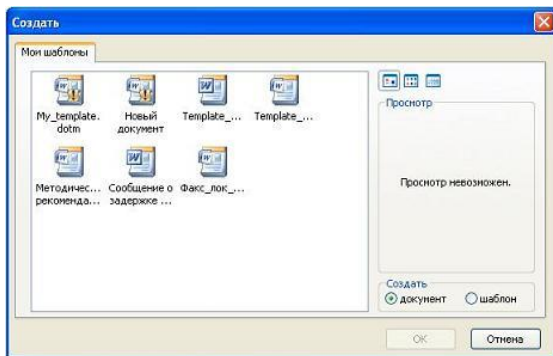 Создать
Мои шаблоны
My_template.
dotm
Новый
документ
Template_...
Template_...
Методичес...
рекоменда...
Сообщение о
задержке ...
Факс_лок_...
Просмотр
Просмотр невозможен.
Создать
документ
шаблон
ОК
Отмена